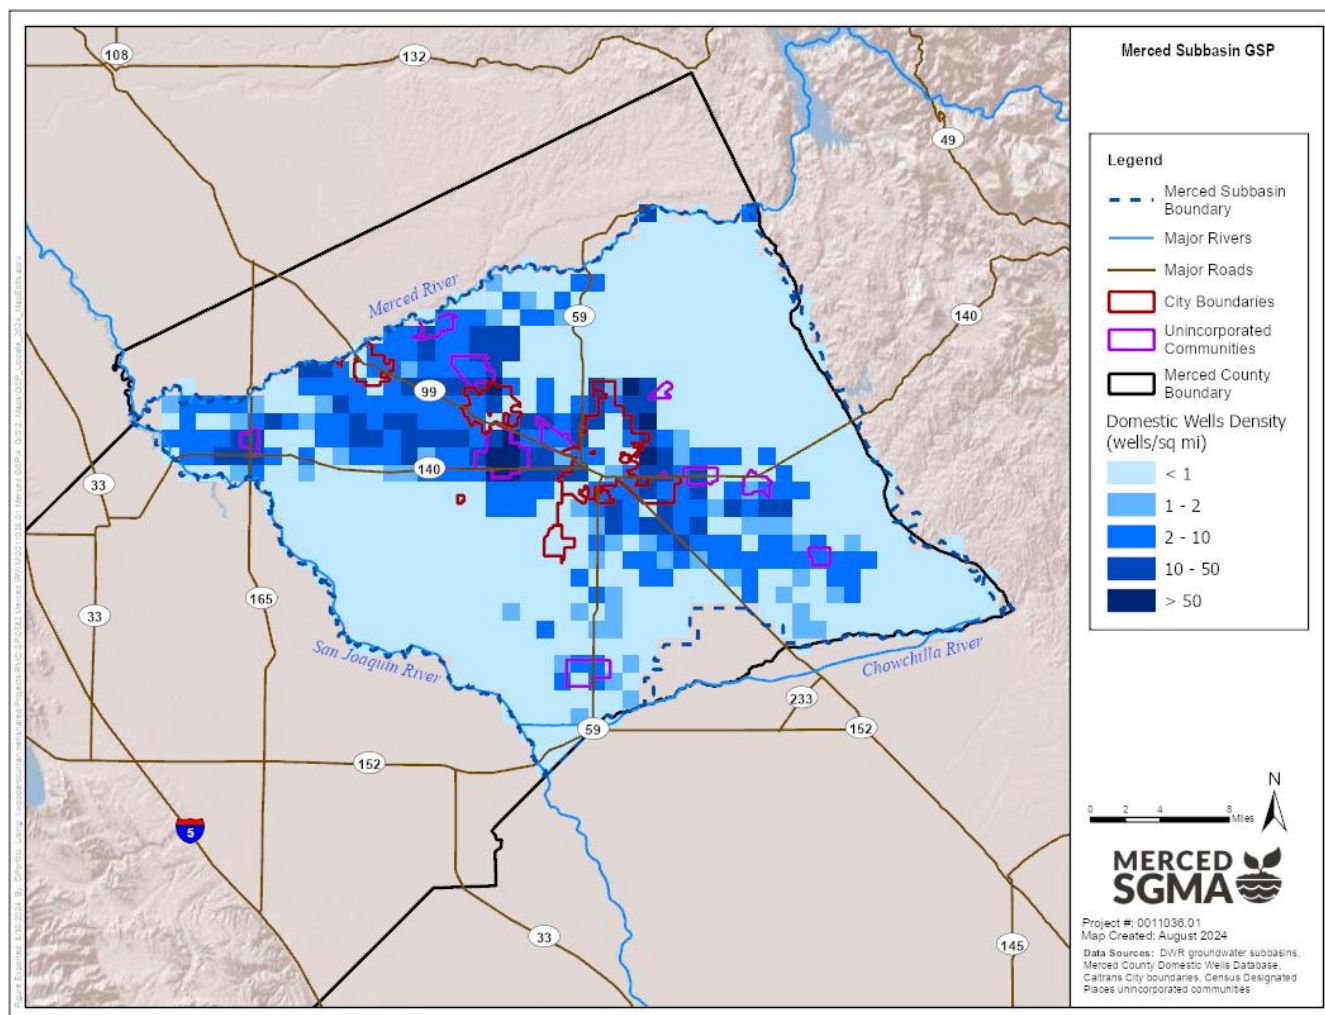 Merced Subbasin GSP
Legend
Merced Subbasin
Boundary
Major Rivers
Major Roads
City Boundaries
Unincorporated
Communities
Merced County
Boundary
Domestic Wells Density
(wells/sq mi)
< 1
1 - 2
2 - 10
10 - 50
> 50
108
132
49
Merced River
59
140
99
140
33
165
33
San Joaquin River
Chowchilla River
233
59
152
152
5
33
145
N
0 2 4 8
Miles
MERCED
SGMA
Project #: 0011036.01
Map Created: August 2024
Data Sources: DWR groundwater subbasins,
Merced County Domestic Wells Database,
Caltrans City boundaries, Census Designated
Places unincorporated communities